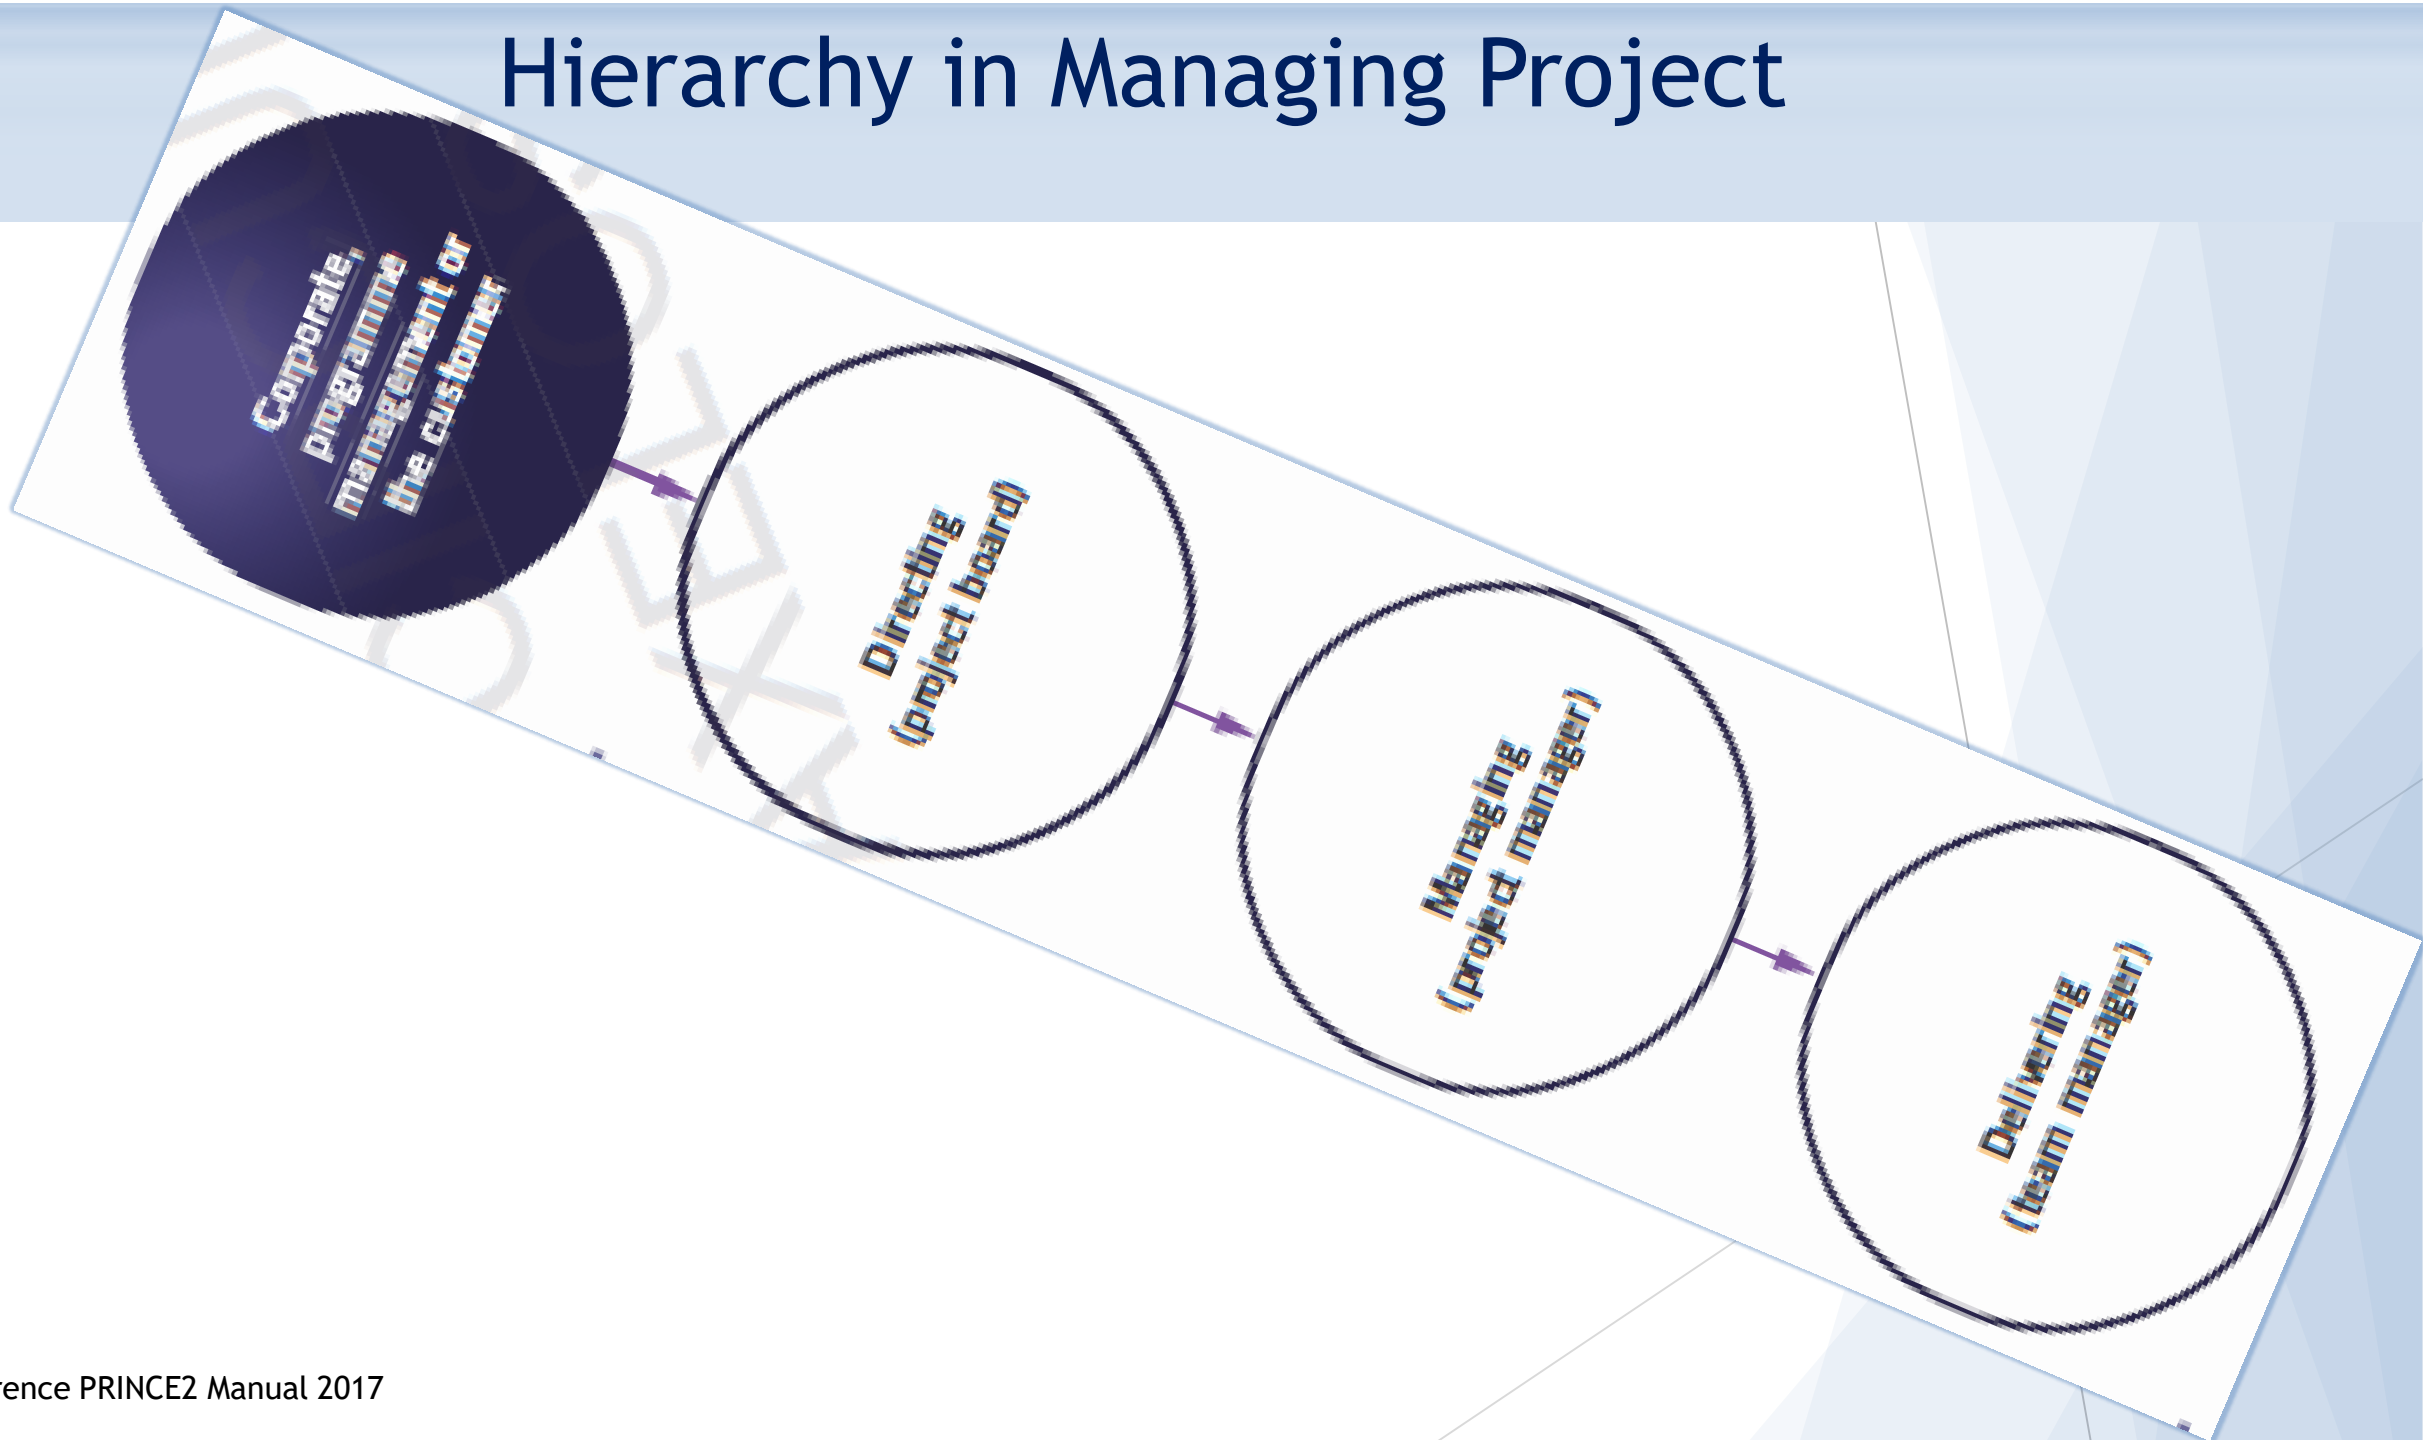 Hierarchy in Managing Project
Corporate,
programme
management or
the customer
Directing
(project board)
Managing
(project manager)
Delivering
(team manager)
rence PRINCE2 Manual 2017